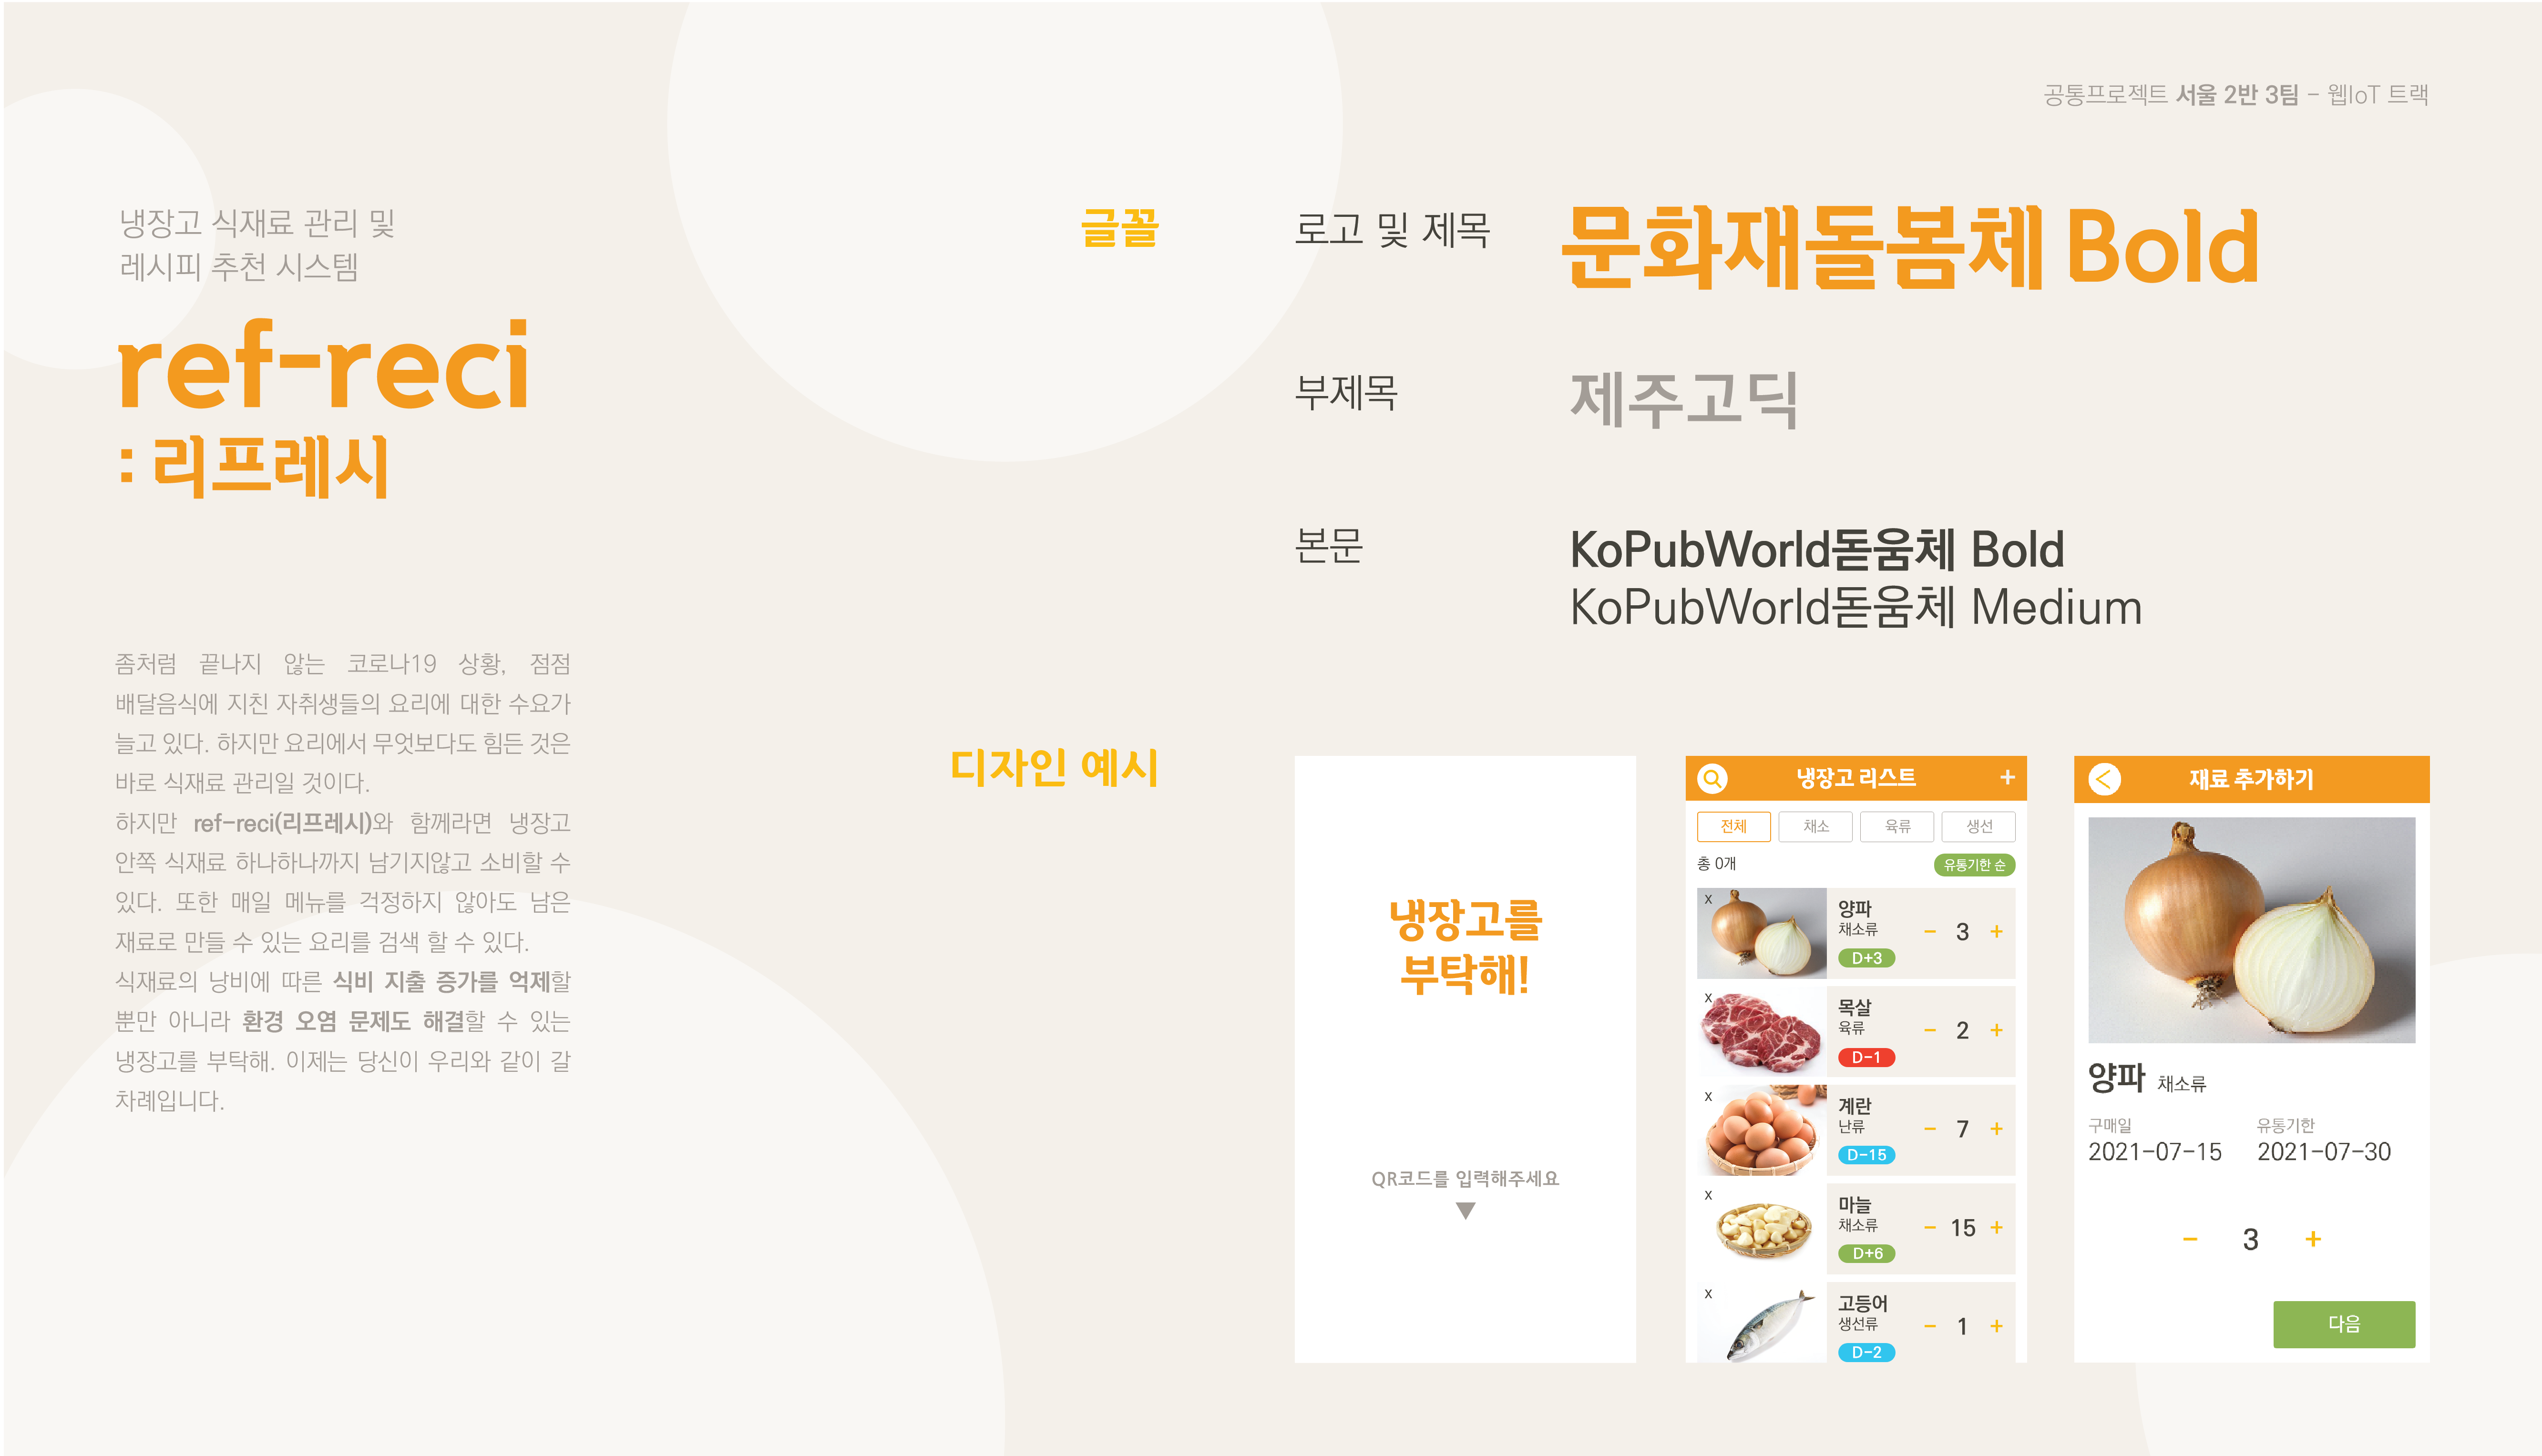 공통프로젝트 서울 2반 3팀 - 웹IoT 트랙
냉장고 식재료 관리 및
레시피 추천 시스템
ref-reci
: 리프레시
좀처럼 끝나지 않는 코로나19 상황, 점점
배달음식에 지친 자취생들의 요리에 대한 수요가
늘고 있다. 하지만 요리에서 무엇보다도 힘든 것은
바로 식재료 관리일 것이다.
하지만 ref-reci(리프레시)와 함께라면 냉장고
안쪽 식재료 하나하나까지 남기지않고 소비할 수
있다. 또한 매일 메뉴를 걱정하지 않아도 남은
재료로 만들 수 있는 요리를 검색 할 수 있다.
식재료의 낭비에 따른 식비 지출 증가를 억제할
뿐만 아니라 환경 오염 문제도 해결할 수 있는
냉장고를 부탁해. 이제는 당신이 우리와 같이 갈
차례입니다.
글꼴
로고 및 제목
문화재돌봄체 Bold
부제목
제주고딕
본문
KoPubWorld돋움체 Bold
KoPubWorld돋움체 Medium
디자인 예시
냉장고를
부탁해!
QR코드를 입력해주세요
냉장고 리스트 +
전체 채소 육류 생선
총 0개 유통기한 순
x
양파
채소류
- 3 +
D+3
x
목살
육류
- 2 +
D-1
x
계란
난류
- 7 +
D-15
x
마늘
채소류
- 15 +
D+6
x
고등어
생선류
- 1 +
D-2
< 재료 추가하기
양파 채소류
구매일 유통기한
2021-07-15 2021-07-30
- 3 +
다음